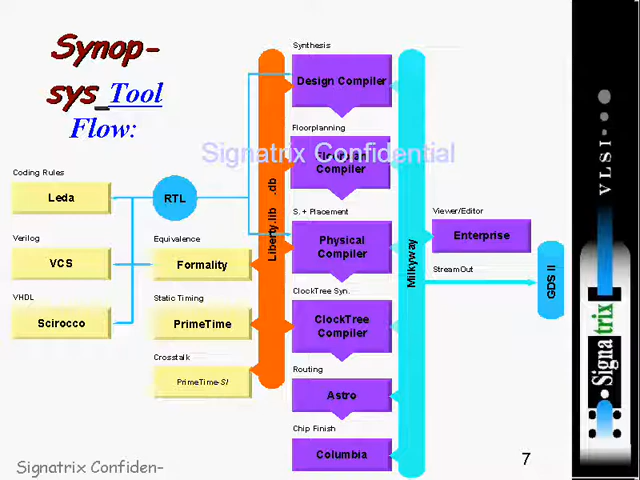 Synop-
sys_Tool
Flow:
Synthesis
Design Compiler
Floorplanning
Signatrix Confidential
Compiler
Coding Rules
Leda
RTL
Liberty.lib .db
S. + Placement
Physical
Compiler
Milkyway
Viewer/Editor
Enterprise
Verilog
VCS
Equivalence
Formality
StreamOut
GDS II
VHDL
Scirocco
Static Timing
PrimeTime
ClockTree Syn.
ClockTree
Compiler
Crosstalk
PrimeTime-SI
Routing
Astro
Chip Finish
Columbia
VLSI
Signatrix
Signatrix Confiden-
7